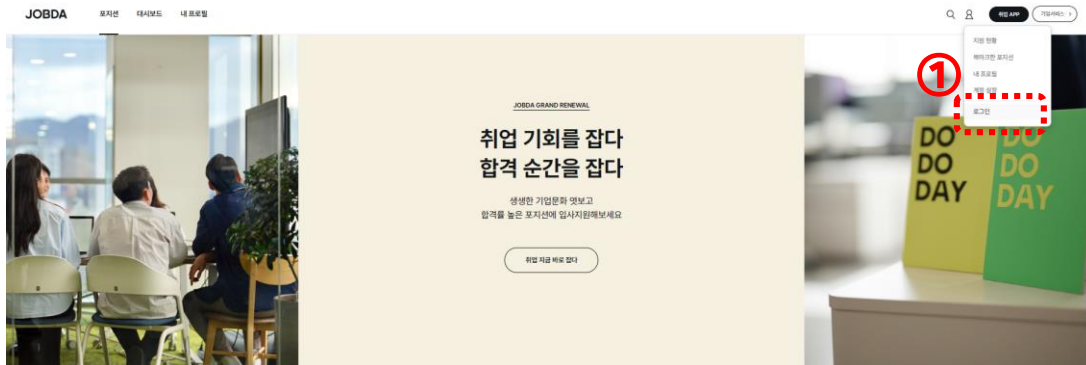 JOBDA 포지션 대시보드 내 프로필
취업 APP 기업서비스 >
지원 현황
북마크한 포지션
내 프로필
계정 설정
로그인
①
JOBDA GRAND RENEWAL
취업 기회를 잡다
합격 순간을 잡다
생생한 기업문화 엿보고
합격률 높은 포지션에 입사지원해보세요
취업 지금 바로 잡다
DO
DO
DAY
DO
DO
DAY